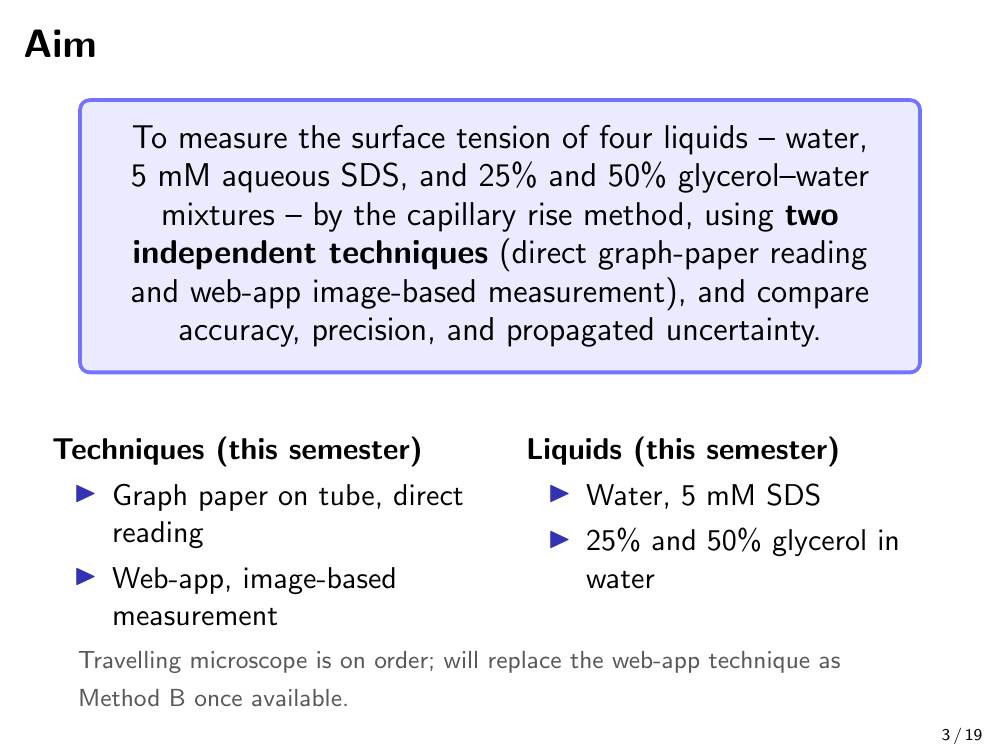 Aim
To measure the surface tension of four liquids – water,
5 mM aqueous SDS, and 25% and 50% glycerol–water
mixtures – by the capillary rise method, using two
independent techniques (direct graph-paper reading
and web-app image-based measurement), and compare
accuracy, precision, and propagated uncertainty.
Techniques (this semester)
Graph paper on tube, direct
reading
Web-app, image-based
measurement
Liquids (this semester)
Water, 5 mM SDS
25% and 50% glycerol in
water
Travelling microscope is on order; will replace the web-app technique as
Method B once available.
3 / 19